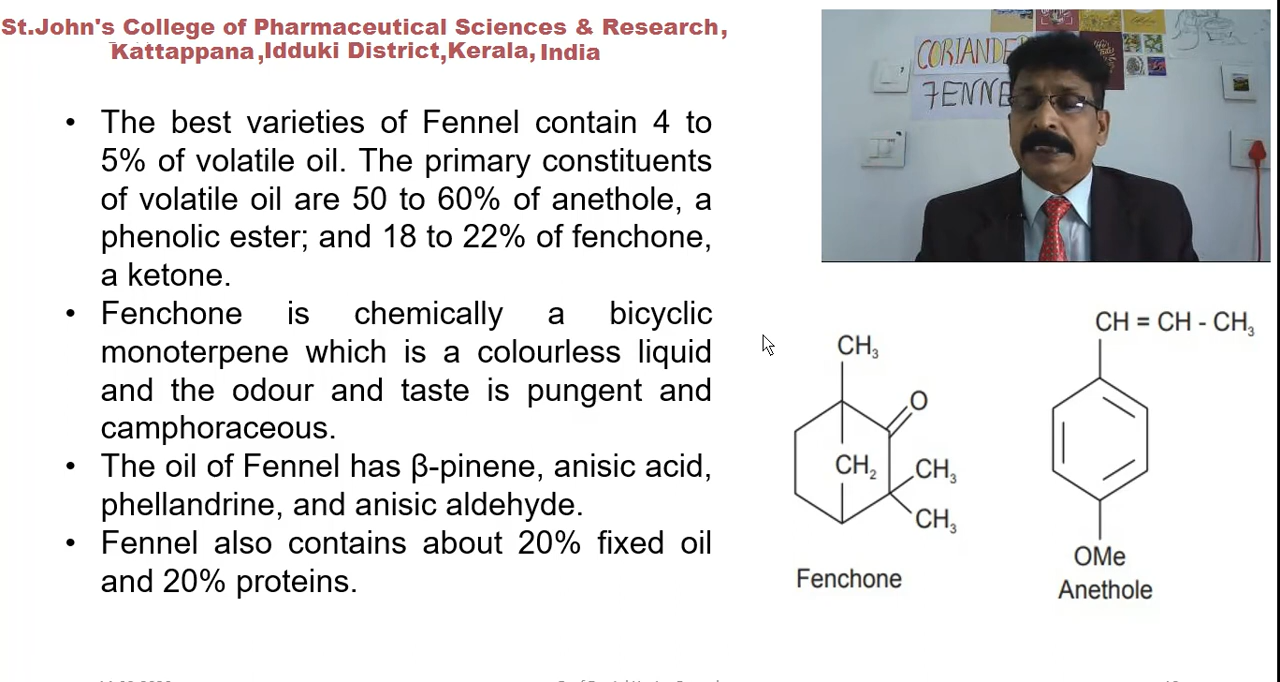 St.John's College of Pharmaceutical Sciences & Research,
Kattappana,Idduki District,Kerala, India
CORIANDE
FENNE
• The best varieties of Fennel contain 4 to
5% of volatile oil. The primary constituents
of volatile oil are 50 to 60% of anethole, a
phenolic ester; and 18 to 22% of fenchone,
a ketone.
• Fenchone is chemically a bicyclic
monoterpene which is a colourless liquid
and the odour and taste is pungent and
camphoraceous.
• The oil of Fennel has β-pinene, anisic acid,
phellandrine, and anisic aldehyde.
• Fennel also contains about 20% fixed oil
and 20% proteins.
CH₃
O
CH₂
CH₃
CH₃
Fenchone
CH = CH - CH₃
OMe
Anethole